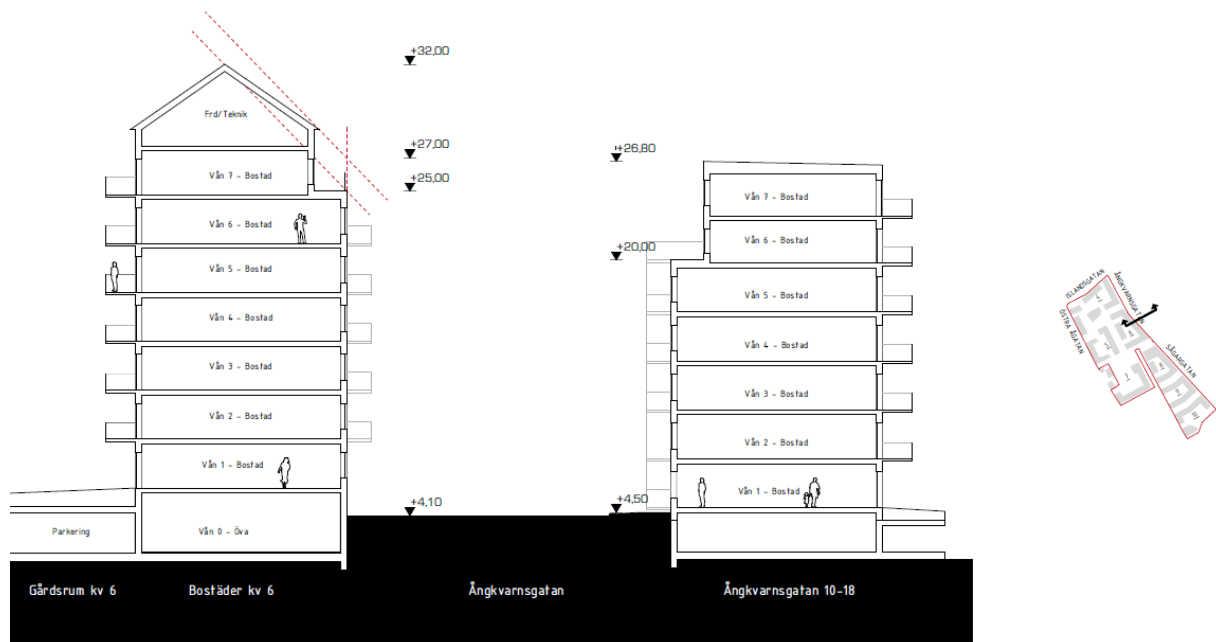 +32,00
Frd/Teknik
+27,00
+26,80
Vån 7 - Bostad
+25,00
Vån 7 - Bostad
Vån 6 - Bostad
Vån 6 - Bostad
+20,00
Vån 5 - Bostad
Vån 5 - Bostad
Vån 4 - Bostad
Vån 4 - Bostad
Vån 3 - Bostad
Vån 3 - Bostad
Vån 2 - Bostad
Vån 2 - Bostad
Vån 1 - Bostad
Vån 1 - Bostad
+4,10
+4,50
Parkering
Vån 0 - Öva
Gårdsrum kv 6
Bostäder kv 6
Ångkvarnsgatan
Ångkvarnsgatan 10-18
ISLANDSGATAN
ÅNGKVARNSGATAN
ÖSTRA ÅGATAN
SÅGARGATAN